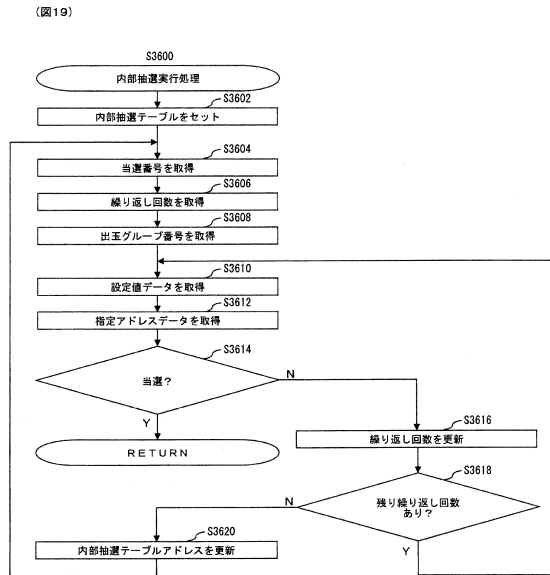 (図19)
S3600
内部抽選実行処理
S3602
内部抽選テーブルをセット
S3604
当選番号を取得
S3606
繰り返し回数を取得
S3608
出玉グループ番号を取得
S3610
設定値データを取得
S3612
指定アドレスデータを取得
S3614
当選?
N
Y
RETURN
S3616
繰り返し回数を更新
S3618
残り繰り返し回数
あり?
N
Y
S3620
内部抽選テーブルアドレスを更新